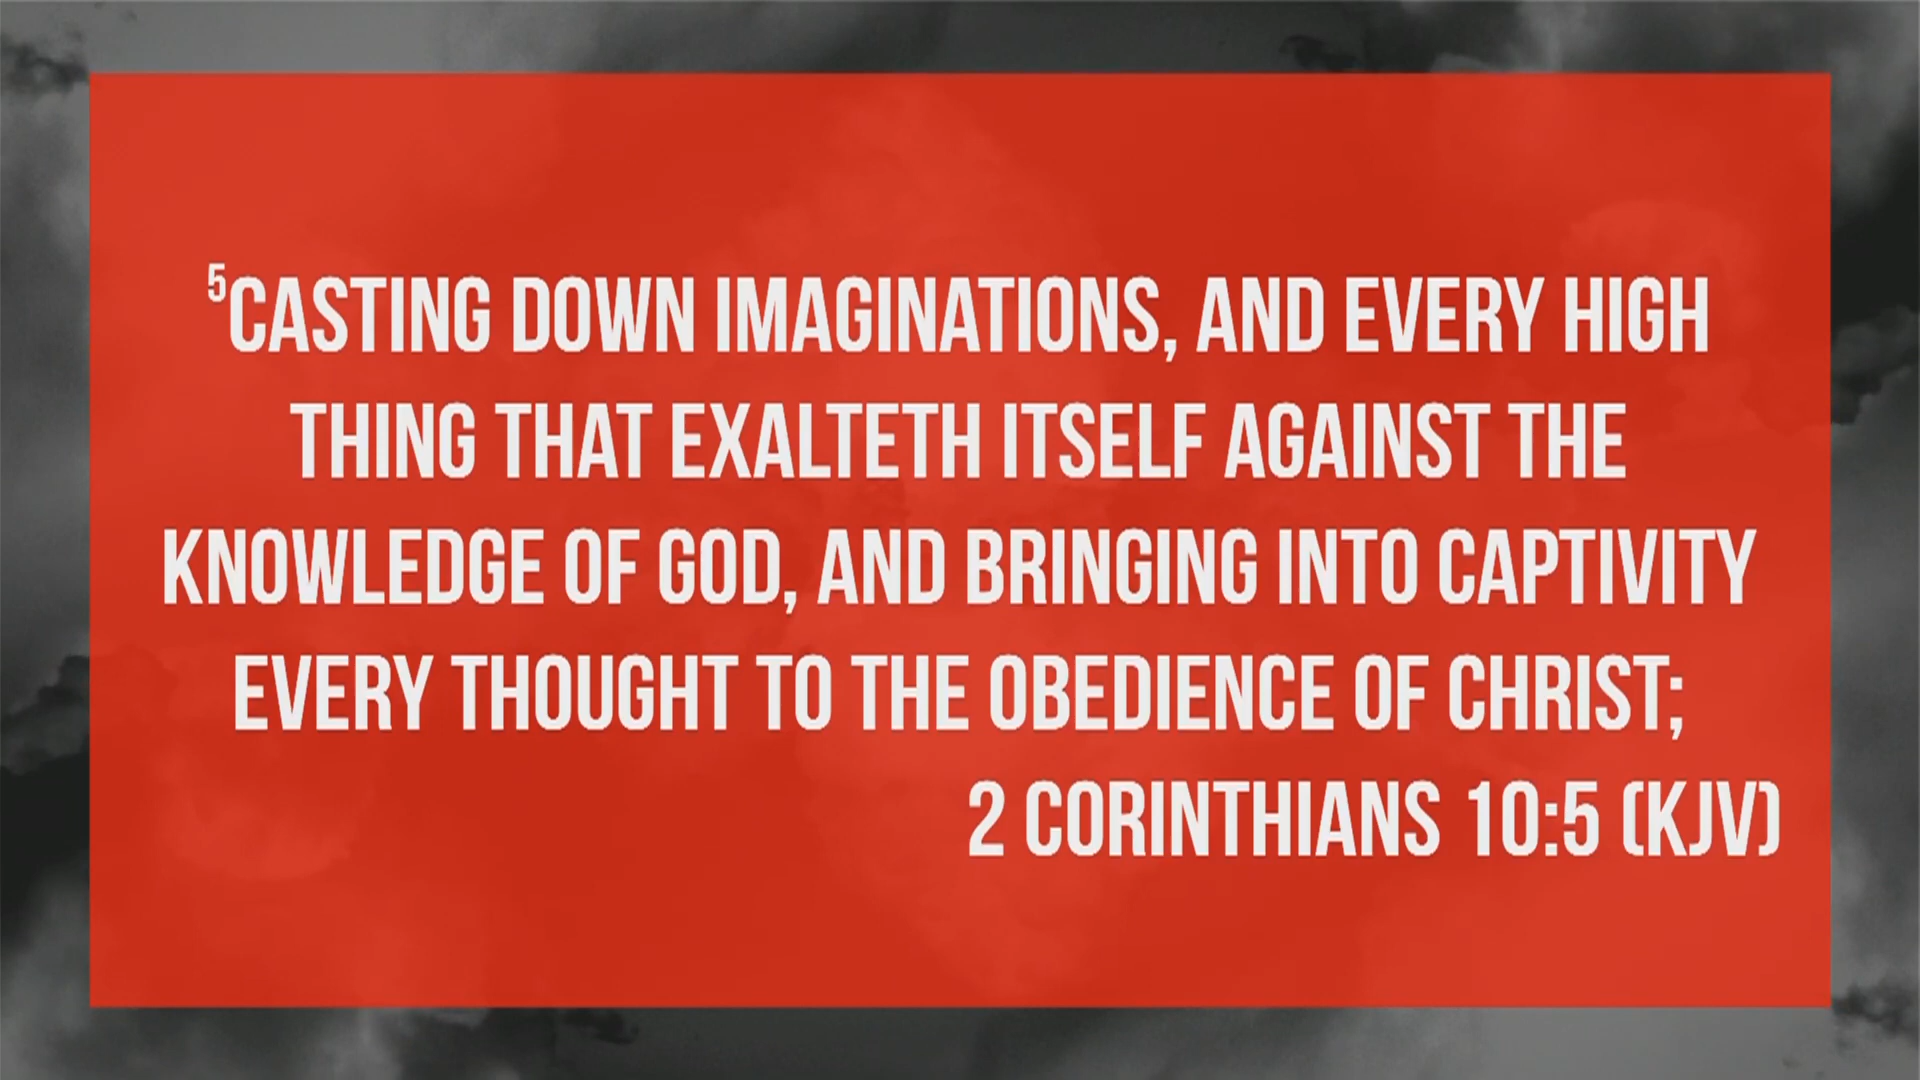 ⁵CASTING DOWN IMAGINATIONS, AND EVERY HIGH
THING THAT EXALTETH ITSELF AGAINST THE
KNOWLEDGE OF GOD, AND BRINGING INTO CAPTIVITY
EVERY THOUGHT TO THE OBEDIENCE OF CHRIST;
2 CORINTHIANS 10:5 (KJV)